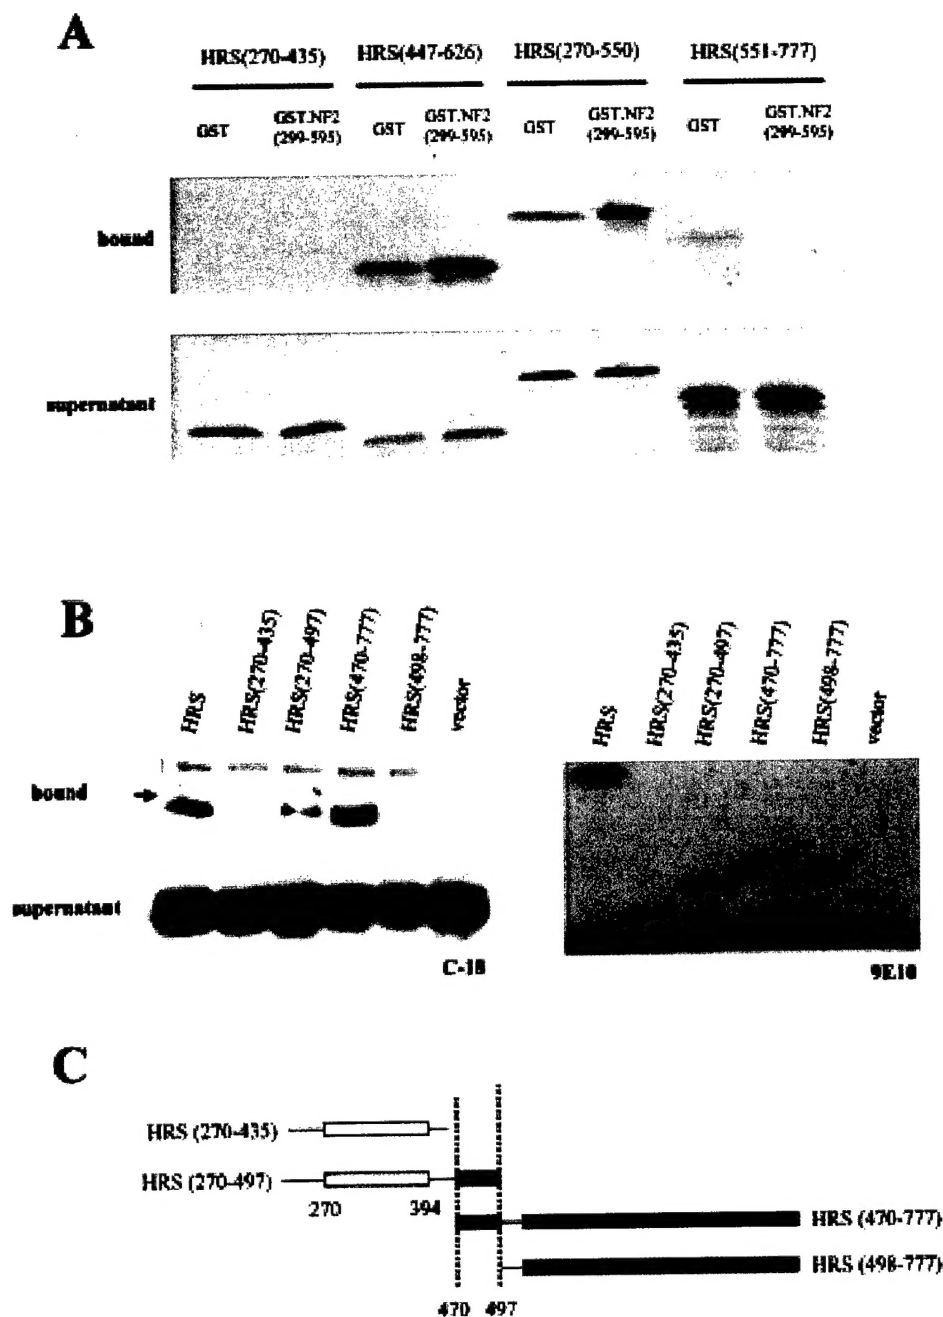 A
HRS(270-435) HRS(447-626) HRS(270-550) HRS(551-777)
GST GST.NF2 (299-595) GST GST.NF2 (299-595) GST GST.NF2 (299-595) GST GST.NF2 (299-595)
bound
supernatant
B
HRS HRS(270-435) HRS(270-497) HRS(470-777) HRS(498-777) vector
HRS HRS(270-435) HRS(270-497) HRS(470-777) HRS(498-777) vector
bound
supernatant
C-18
9E10
C
HRS (270-435)
HRS (270-497)
270 394
HRS (470-777)
HRS (498-777)
470 497